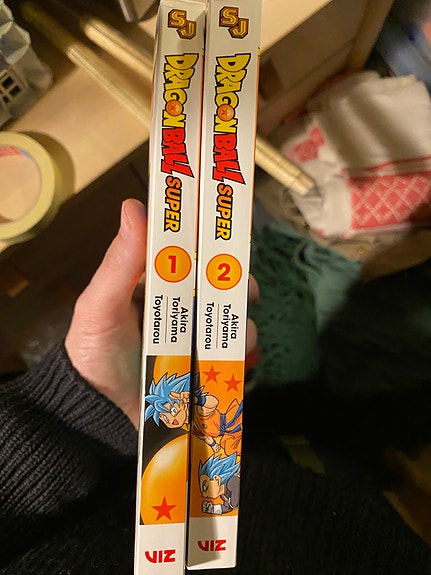 SJ
DRAGON BALL SUPER
1
Akira
Toriyama
Toyotarou
VIZ
SJ
DRAGON BALL SUPER
2
Akira
Toriyama
Toyotarou
VIZ